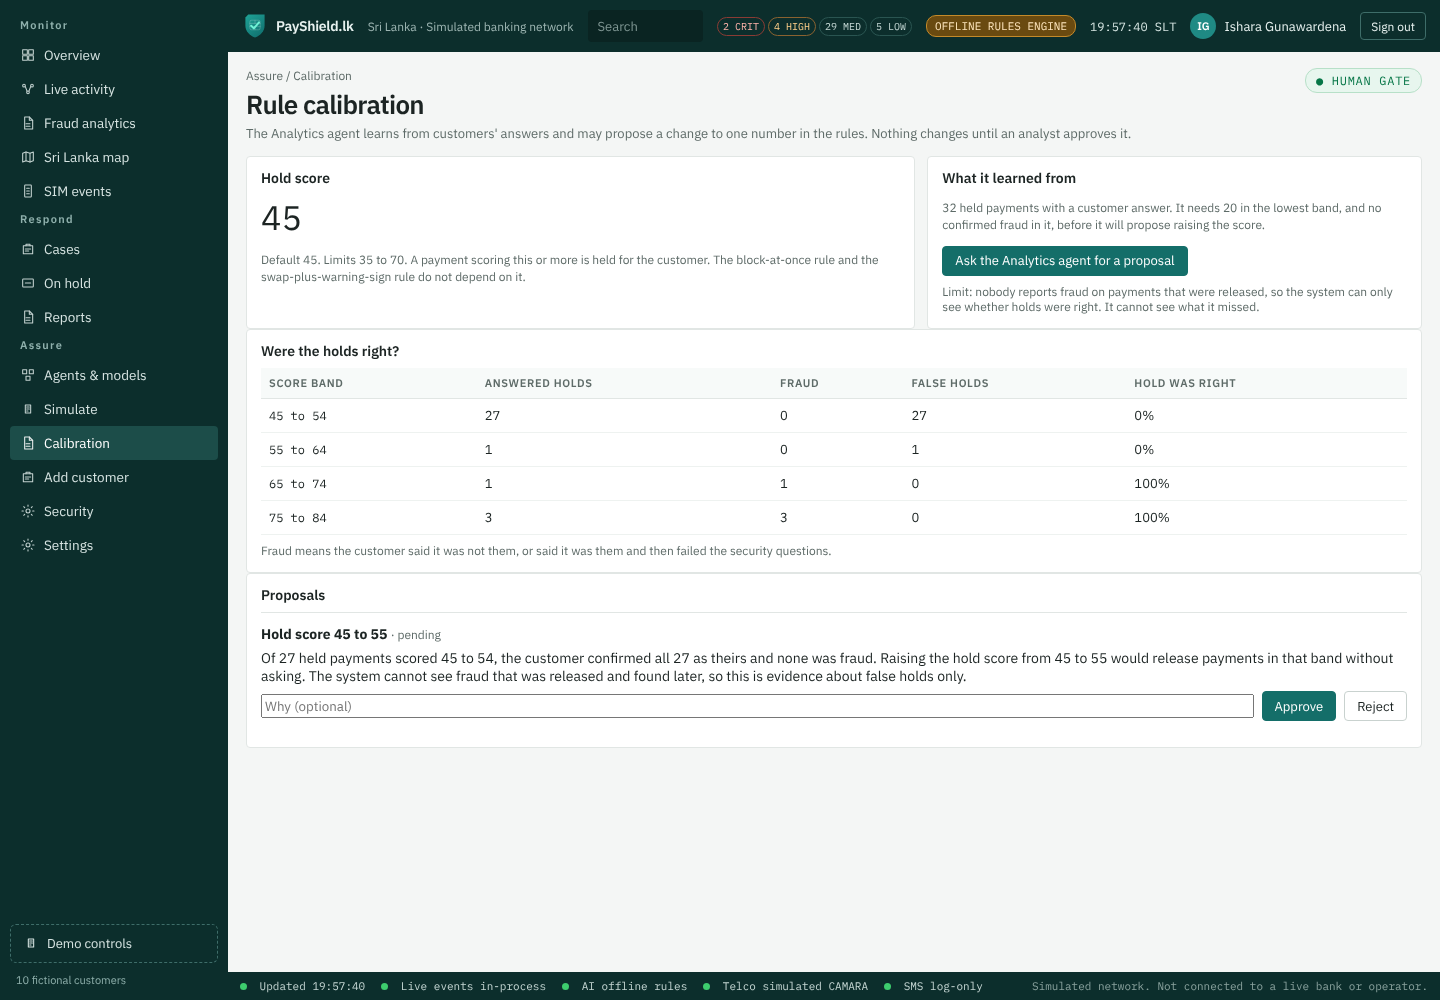 Monitor
Overview
Live activity
Fraud analytics
Sri Lanka map
SIM events
Respond
Cases
On hold
Reports
Assure
Agents & models
Simulate
Calibration
Add customer
Security
Settings
Demo controls
10 fictional customers
PayShield.lk
Sri Lanka · Simulated banking network
Search
2 CRIT
4 HIGH
29 MED
5 LOW
OFFLINE RULES ENGINE
19:57:40 SLT
IG
Ishara Gunawardena
Sign out
Assure / Calibration
HUMAN GATE
Rule calibration
The Analytics agent learns from customers' answers and may propose a change to one number in the rules. Nothing changes until an analyst approves it.
Hold score
45
Default 45. Limits 35 to 70. A payment scoring this or more is held for the customer. The block-at-once rule and the
swap-plus-warning-sign rule do not depend on it.
What it learned from
32 held payments with a customer answer. It needs 20 in the lowest band, and no
confirmed fraud in it, before it will propose raising the score.
Ask the Analytics agent for a proposal
Limit: nobody reports fraud on payments that were released, so the system can only
see whether holds were right. It cannot see what it missed.
Were the holds right?
SCORE BAND ANSWERED HOLDS FRAUD FALSE HOLDS HOLD WAS RIGHT
45 to 54 27 0 27 0%
55 to 64 1 0 1 0%
65 to 74 1 1 0 100%
75 to 84 3 3 0 100%
Fraud means the customer said it was not them, or said it was them and then failed the security questions.
Proposals
Hold score 45 to 55 · pending
Of 27 held payments scored 45 to 54, the customer confirmed all 27 as theirs and none was fraud. Raising the hold score from 45 to 55 would release payments in that band without
asking. The system cannot see fraud that was released and found later, so this is evidence about false holds only.
Why (optional)
Approve
Reject
Updated 19:57:40
Live events in-process
AI offline rules
Telco simulated CAMARA
SMS log-only
Simulated network. Not connected to a live bank or operator.